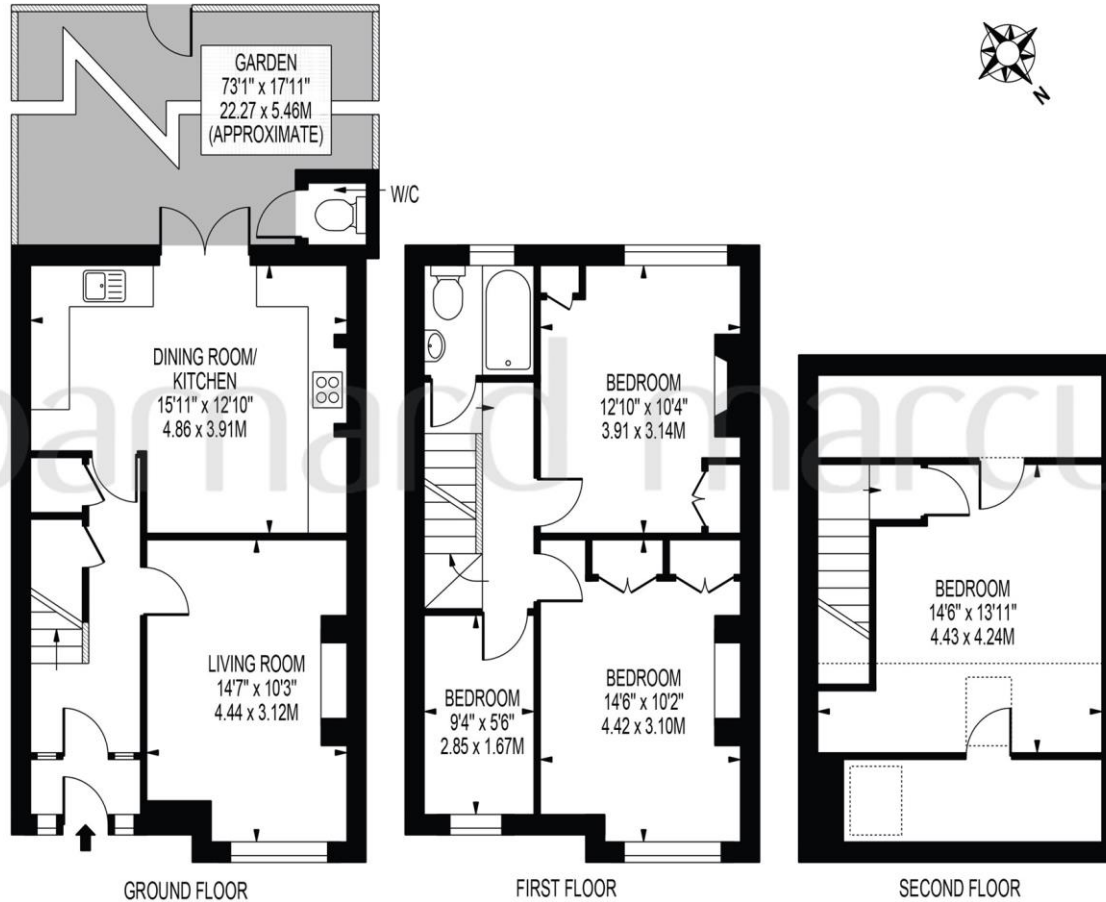 GARDEN
73'1" x 17'11"
22.27 x 5.46M
(APPROXIMATE)
N
W/C
DINING ROOM/
KITCHEN
15'11" x 12'10"
4.86 x 3.91M
LIVING ROOM
14'7" x 10'3"
4.44 x 3.12M
GROUND FLOOR
BEDROOM
12'10" x 10'4"
3.91 x 3.14M
BEDROOM
9'4" x 5'6"
2.85 x 1.67M
BEDROOM
14'6" x 10'2"
4.42 x 3.10M
FIRST FLOOR
BEDROOM
14'6" x 13'11"
4.43 x 4.24M
SECOND FLOOR
barnard marcu